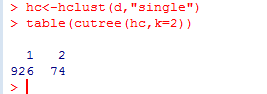 > hc<-hclust(d,"single")
> table(cutree(hc,k=2))
1 2
926 74
>